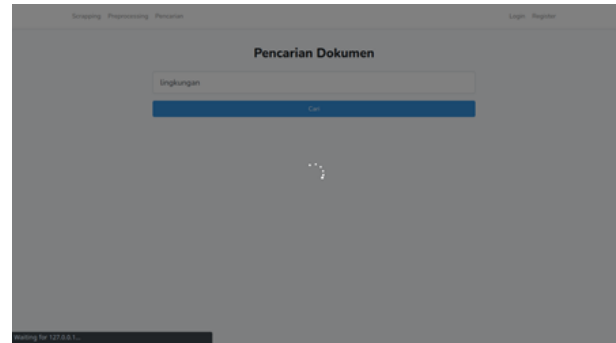 Scrapping Preprocessing Pencarian Login Register
Pencarian Dokumen
lingkungan
Cari
Waiting for 127.0.0.1...